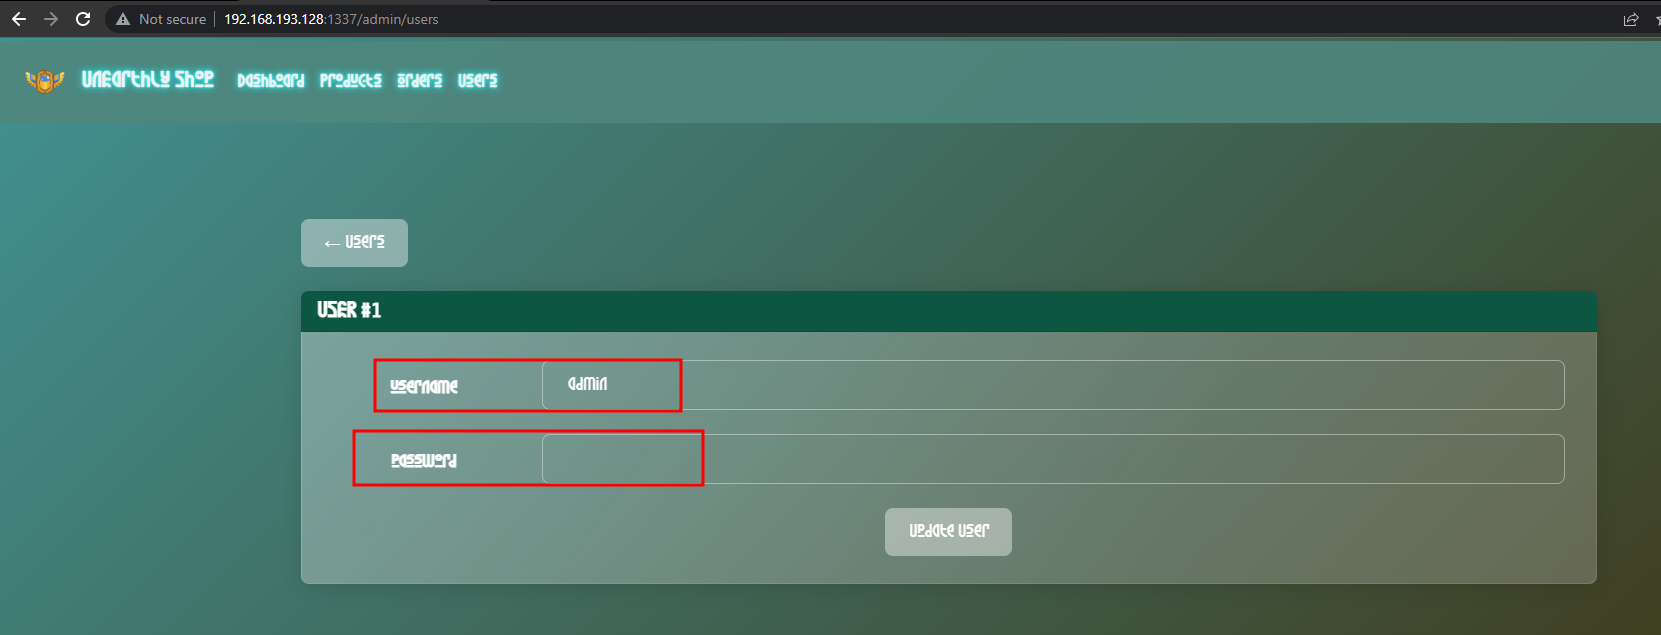 Not secure | 192.168.193.128:1337/admin/users
Unearthly Shop Dashboard Products Orders Users
← Users
USER #1
Username admin
Password
Update User